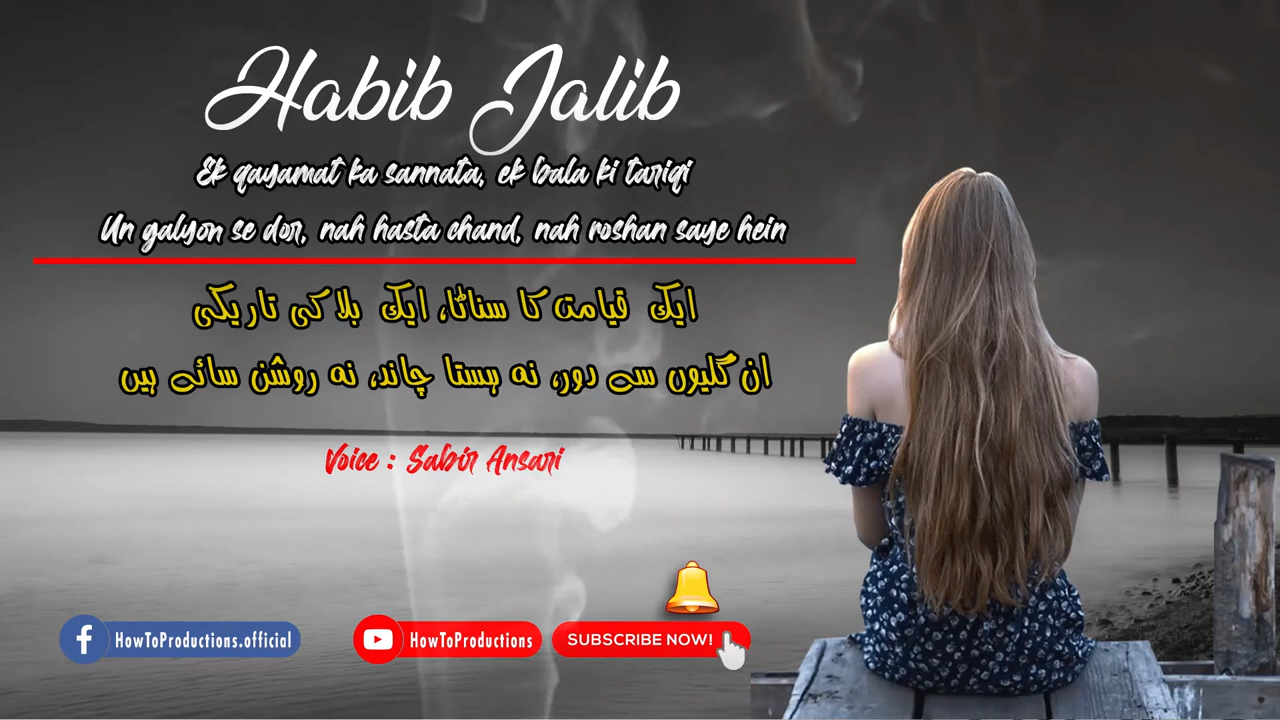 Habib Jalib
Ek qayamat ka sannata, ek bala ki tariqi
Un galyon se dor, nah hasta chand, nah roshan saye hein
ایک قیامت کا سناٹا، ایک بلا کی تاریکی
ان گلیوں سے دور، نہ ہستا چاند، نہ روشن سائے ہیں
Voice : Sabir Ansari
HowToProductions.official
HowToProductions
SUBSCRIBE NOW!